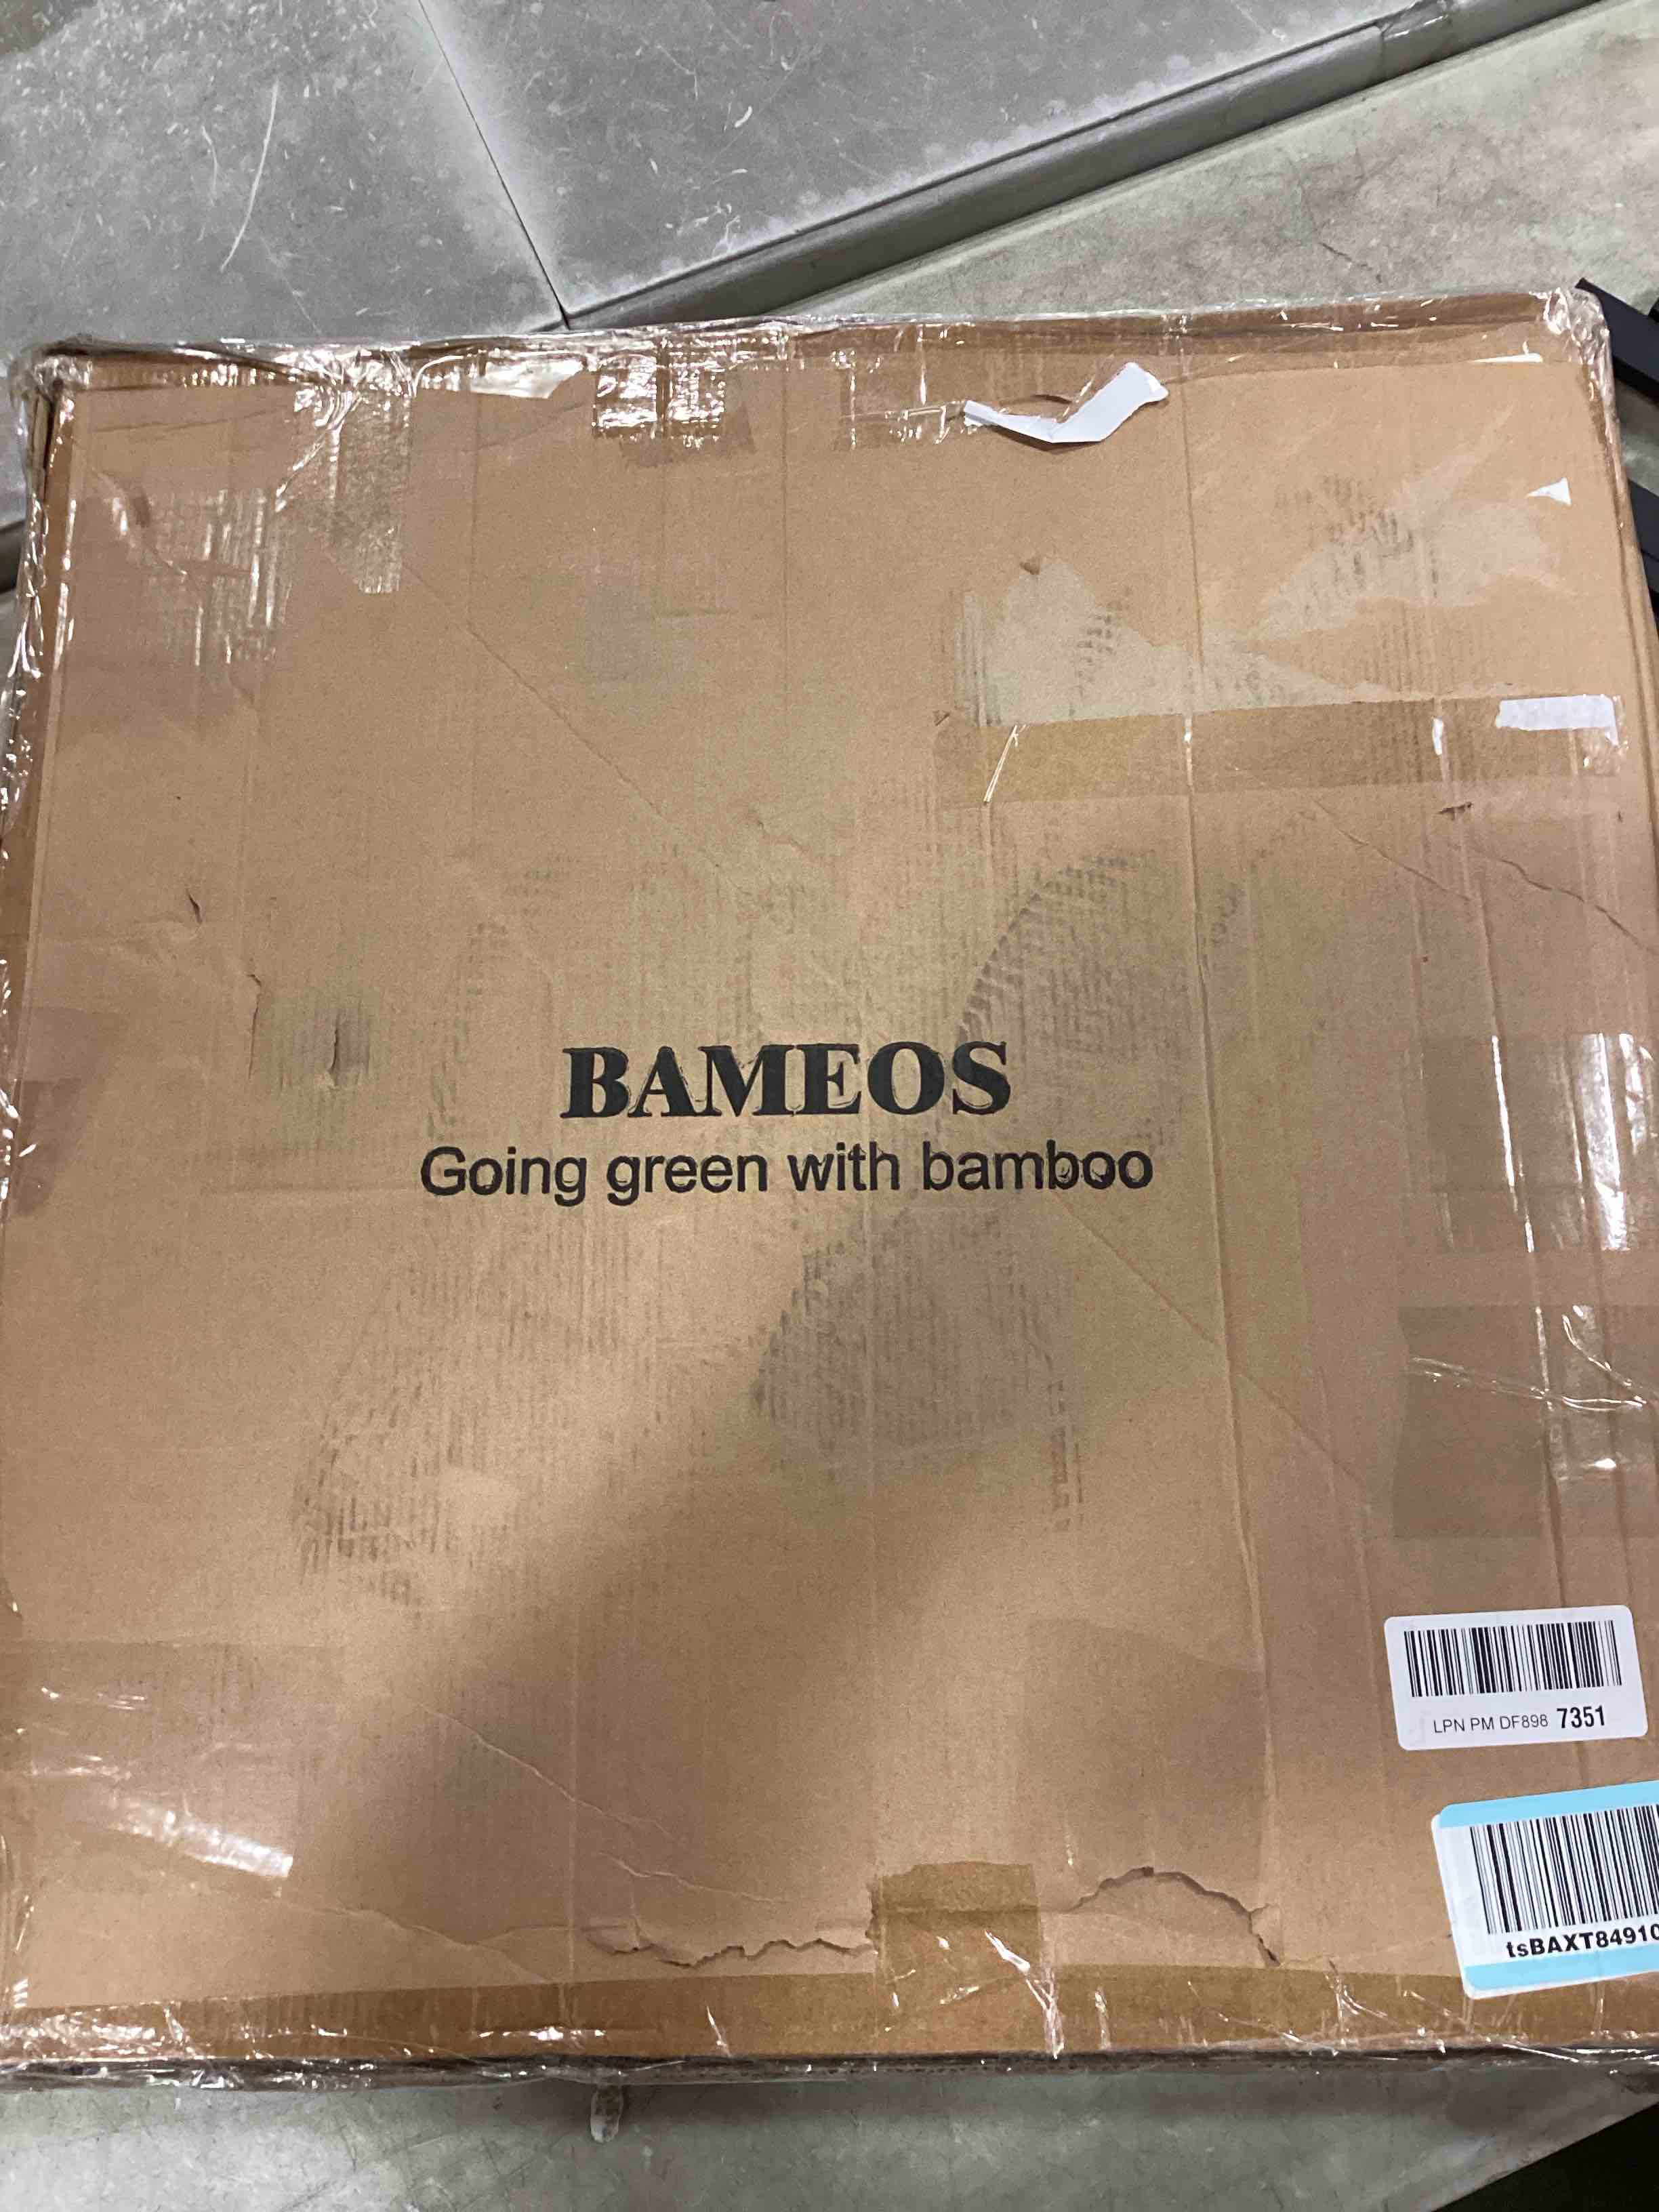 BAMEOS
Going green with bamboo
LPN PM DF898 7351
tsBAXT84910